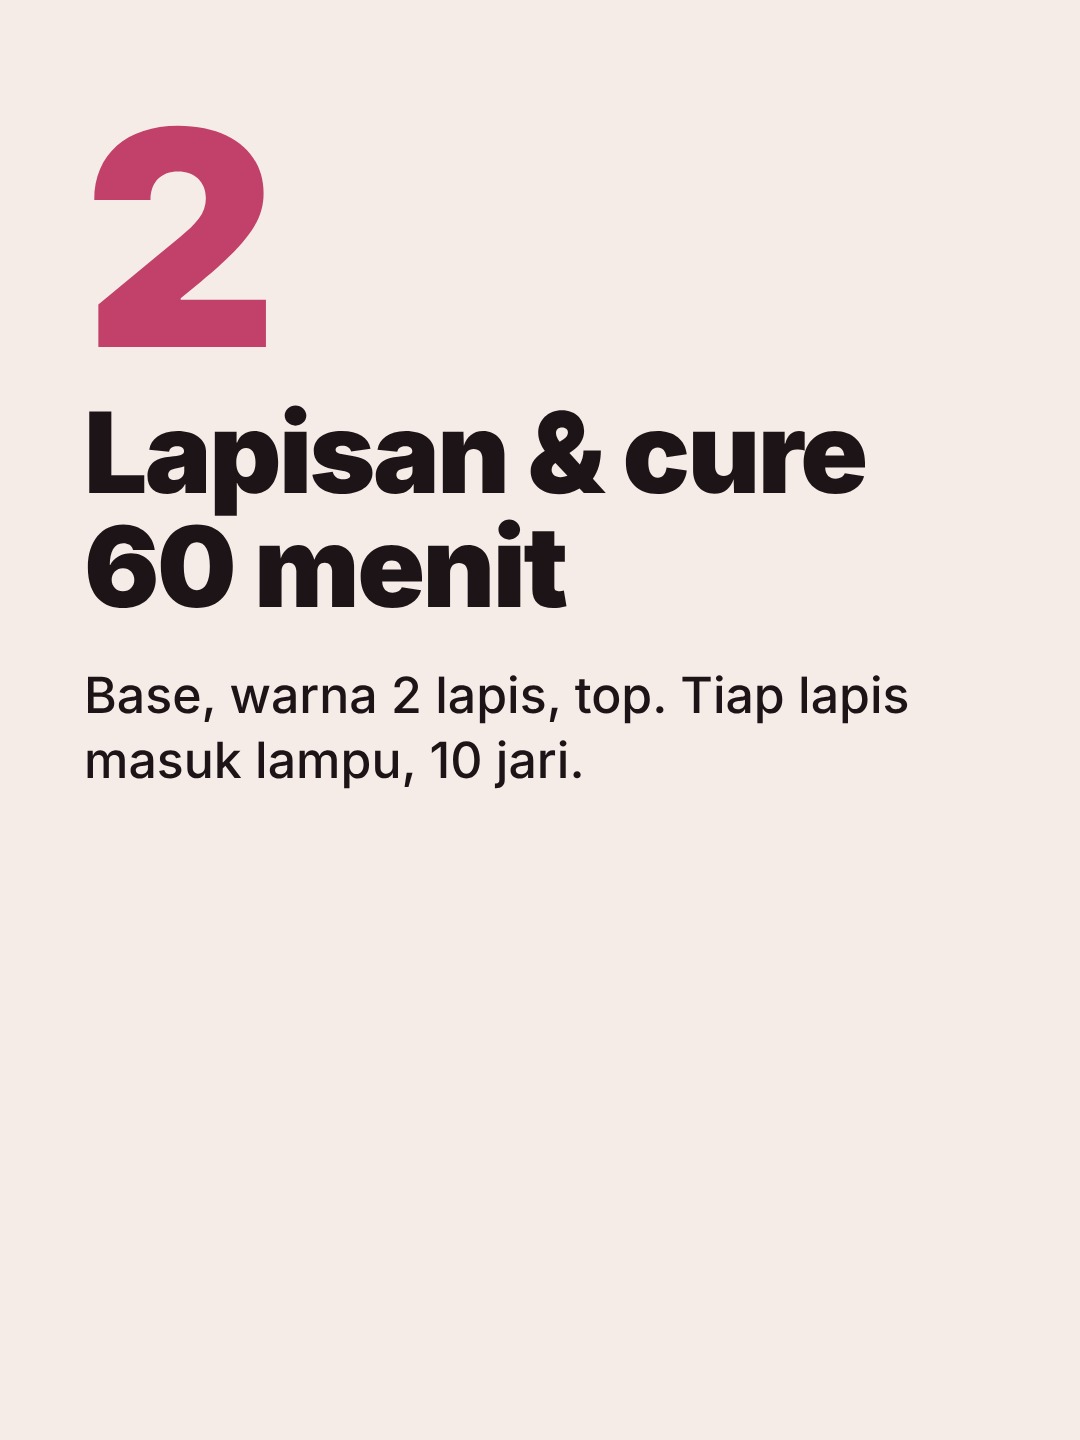 2
Lapisan & cure
60 menit
Base, warna 2 lapis, top. Tiap lapis
masuk lampu, 10 jari.